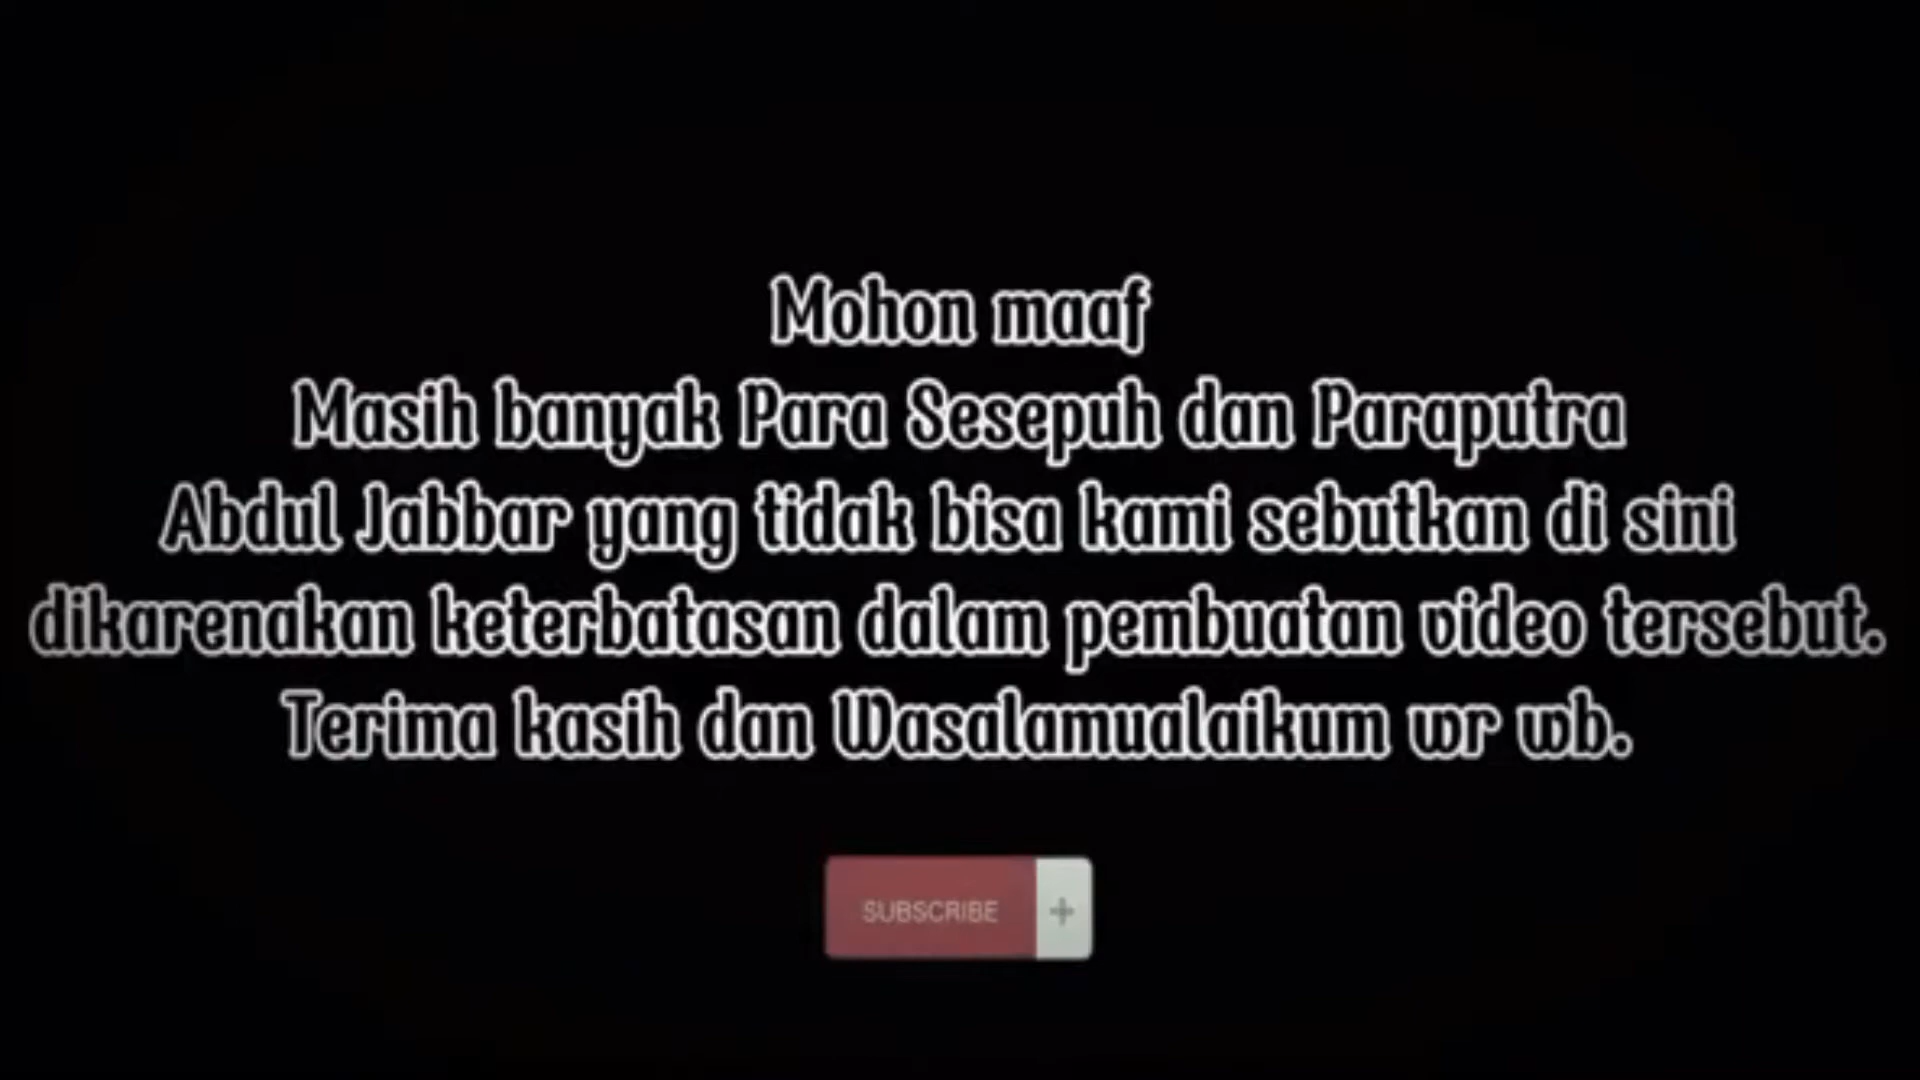 Mohon maaf
Masih banyak Para Sesepuh dan Paraputra
Abdul Jabbar yang tidak bisa kami sebutkan di sini
dikarenakan keterbatasan dalam pembuatan video tersebut.
Terima kasih dan Wasalamualaikum wr wb.
SUBSCRIBE +